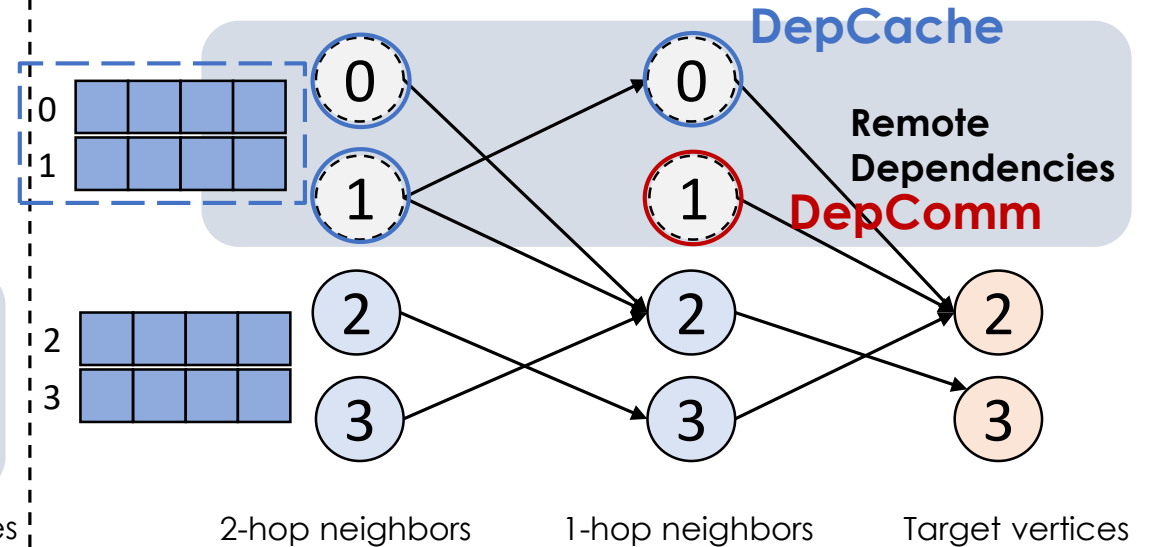 DepCache
0
0
0
1
Remote
Dependencies
1
1
DepComm
2
2
2
2
3
3
3
3
es
2-hop neighbors
1-hop neighbors
Target vertices